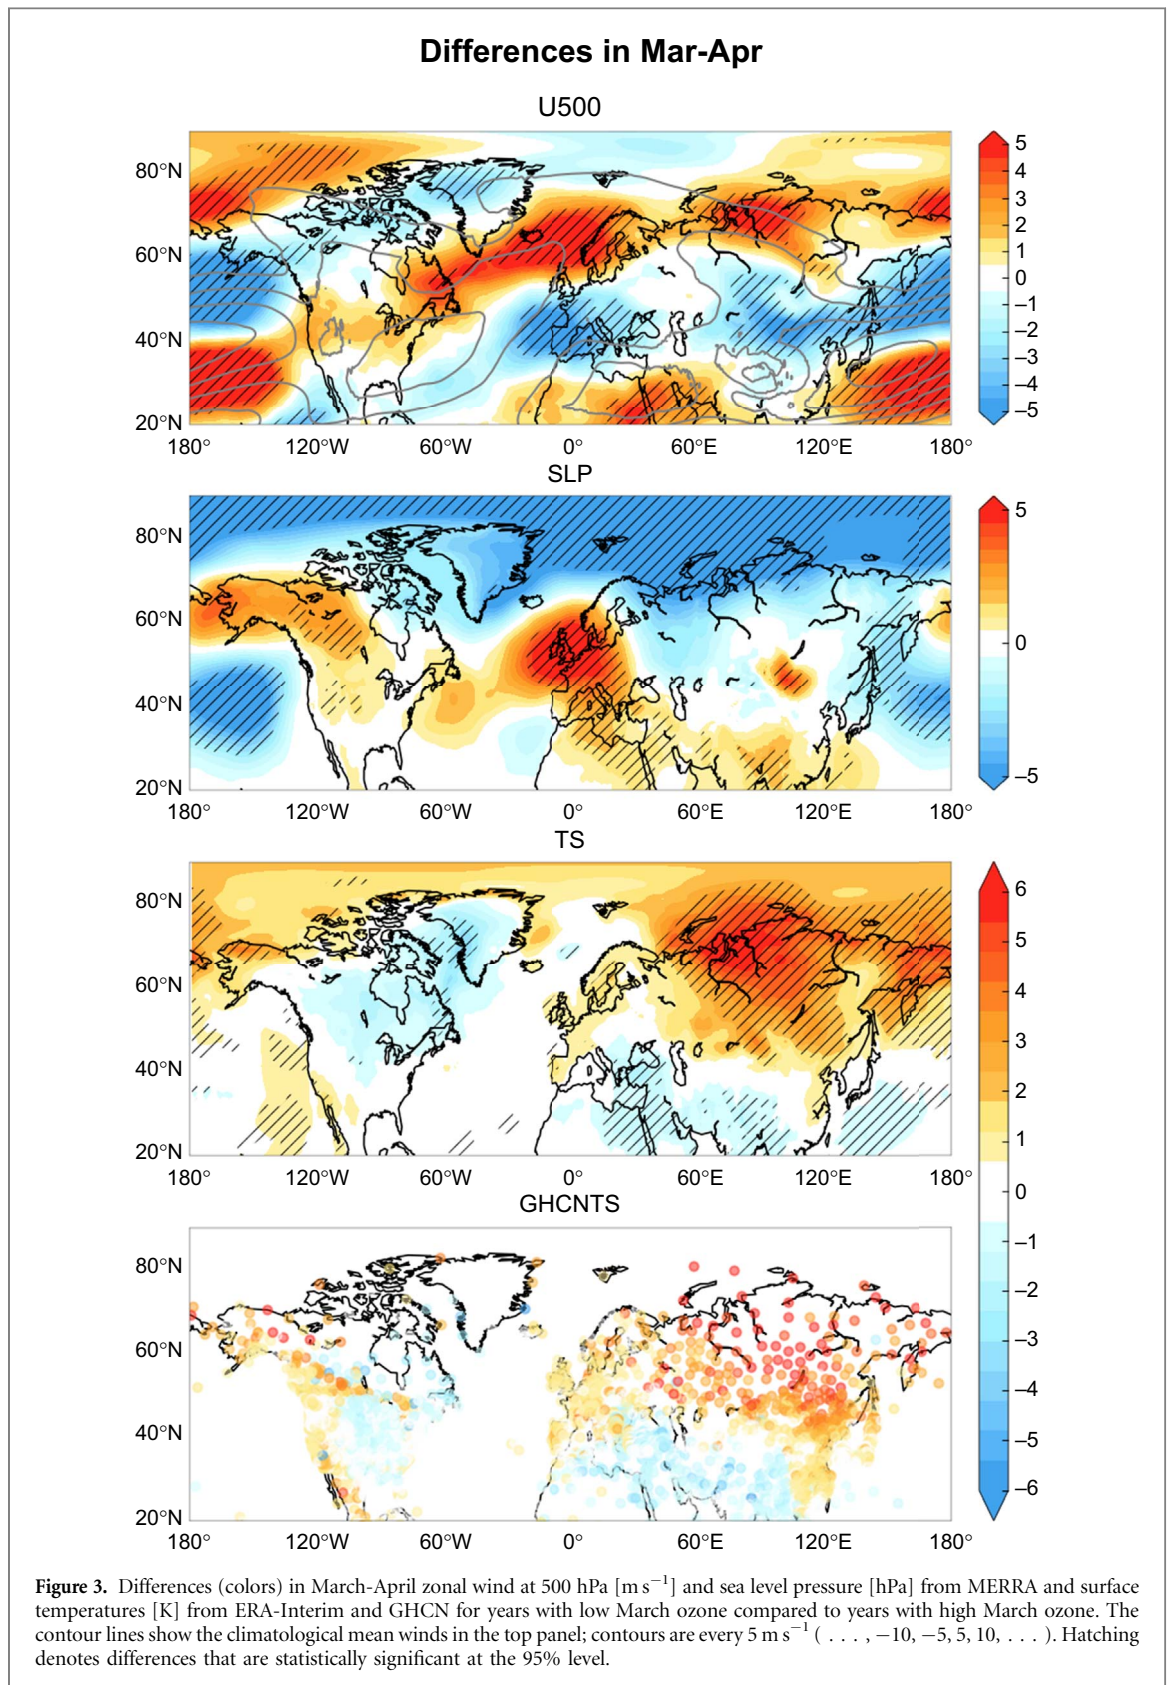 Differences in Mar-Apr
U500
80°N
60°N
40°N
20°N
180°
120°W
60°W
0°
60°E
120°E
180°
5
4
3
2
1
0
–1
–2
–3
–4
–5
SLP
80°N
60°N
40°N
20°N
180°
120°W
60°W
0°
60°E
120°E
180°
5
0
–5
TS
80°N
60°N
40°N
20°N
180°
120°W
60°W
0°
60°E
120°E
180°
6
5
4
3
2
1
0
–1
–2
–3
–4
–5
–6
GHCNTS
80°N
60°N
40°N
20°N
180°
120°W
60°W
0°
60°E
120°E
180°
Figure 3. Differences (colors) in March-April zonal wind at 500 hPa [m s⁻¹] and sea level pressure [hPa] from MERRA and surface
temperatures [K] from ERA-Interim and GHCN for years with low March ozone compared to years with high March ozone. The
contour lines show the climatological mean winds in the top panel; contours are every 5 m s⁻¹ ( . . . , −10, −5, 5, 10, . . . ). Hatching
denotes differences that are statistically significant at the 95% level.